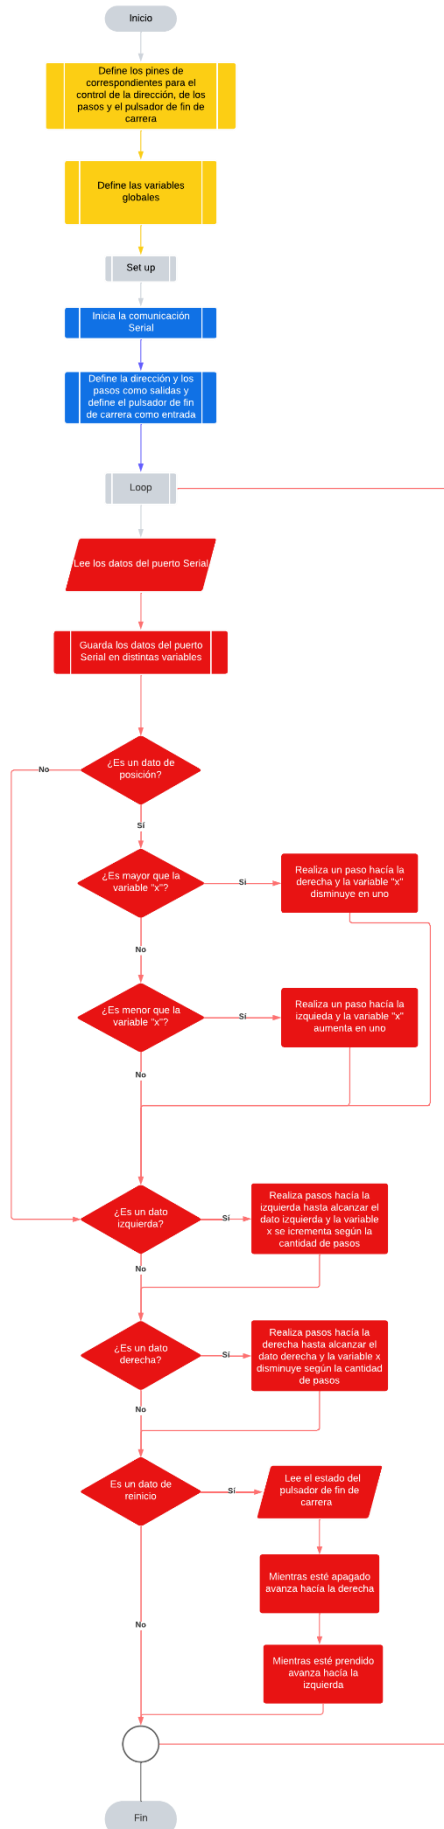 Inicio
Define los pines de
correspondientes para el
control de la dirección, de los
pasos y el pulsador de fin de
carrera
Define las variables
globales
Set up
Inicia la comunicación
Serial
Define la dirección y los
pasos como salidas y
define el pulsador de fin
de carrera como entrada
Loop
Lee los datos del puerto Serial
Guarda los datos del puerto
Serial en distintas variables
¿Es un dato de
posición?
No
Sí
¿Es mayor que la
variable "x"?
Sí
Realiza un paso hacía la
derecha y la variable "x"
disminuye en uno
No
¿Es menor que la
variable "x"?
Sí
Realiza un paso hacía la
izquieda y la variable "x"
aumenta en uno
No
¿Es un dato
izquierda?
Sí
Realiza pasos hacía la
izquierda hasta alcanzar el
dato izquierda y la variable
x se incrementa según la
cantidad de pasos
No
¿Es un dato
derecha?
Sí
Realiza pasos hacía la
derecha hasta alcanzar el
dato derecha y la variable x
disminuye según la cantidad
de pasos
No
Es un dato de
reinicio
Sí
Lee el estado del
pulsador de fin de
carrera
Mientras esté apagado
avanza hacía la derecha
No
Mientras esté prendido
avanza hacía la
izquierda
Fin